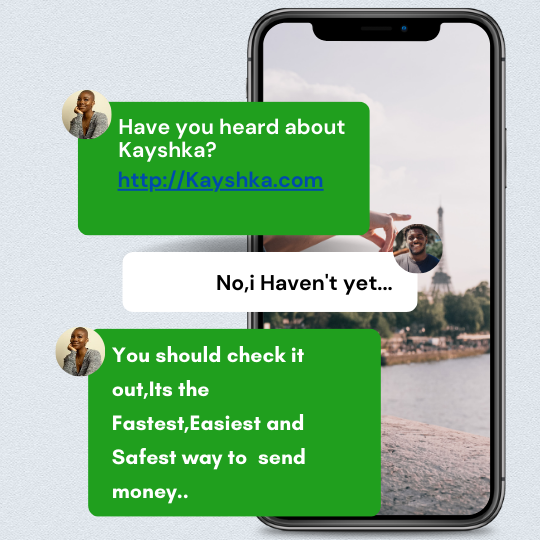 Have you heard about
Kayshka?
http://Kayshka.com
No,i Haven't yet...
You should check it
out,Its the
Fastest,Easiest and
Safest way to  send
money..